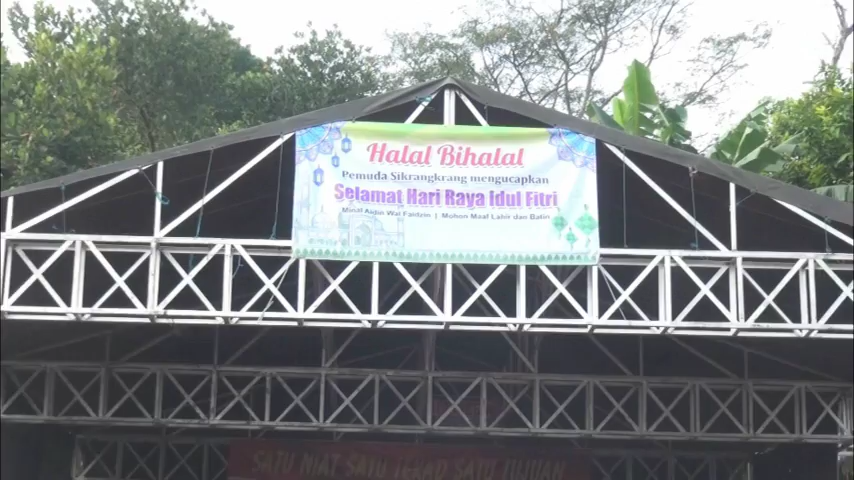 Halal Bihalal
Pemuda Sikrangkrang mengucapkan
Selamat Hari Raya Idul Fitri
Minal Aidin Wal Faidzin | Mohon Maaf Lahir dan Batin
SATU NIAT SATU TEKAD SATU TUJUAN